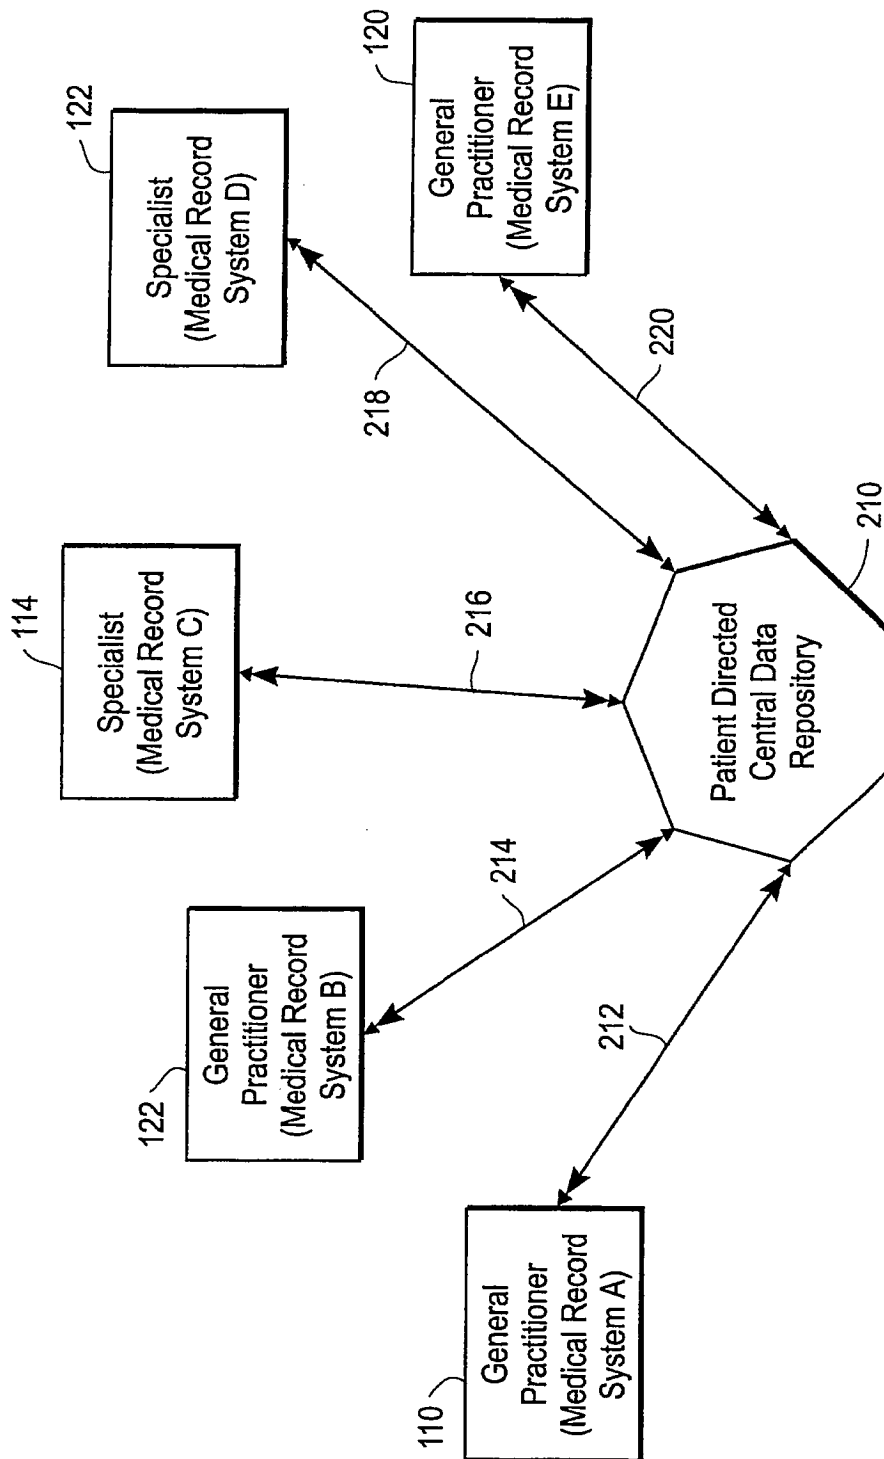 110
General
Practitioner
(Medical Record
System A)
122
General
Practitioner
(Medical Record
System B)
114
Specialist
(Medical Record
System C)
122
Specialist
(Medical Record
System D)
120
General
Practitioner
(Medical Record
System E)
212
214
216
218
220
210
Patient Directed
Central Data
Repository